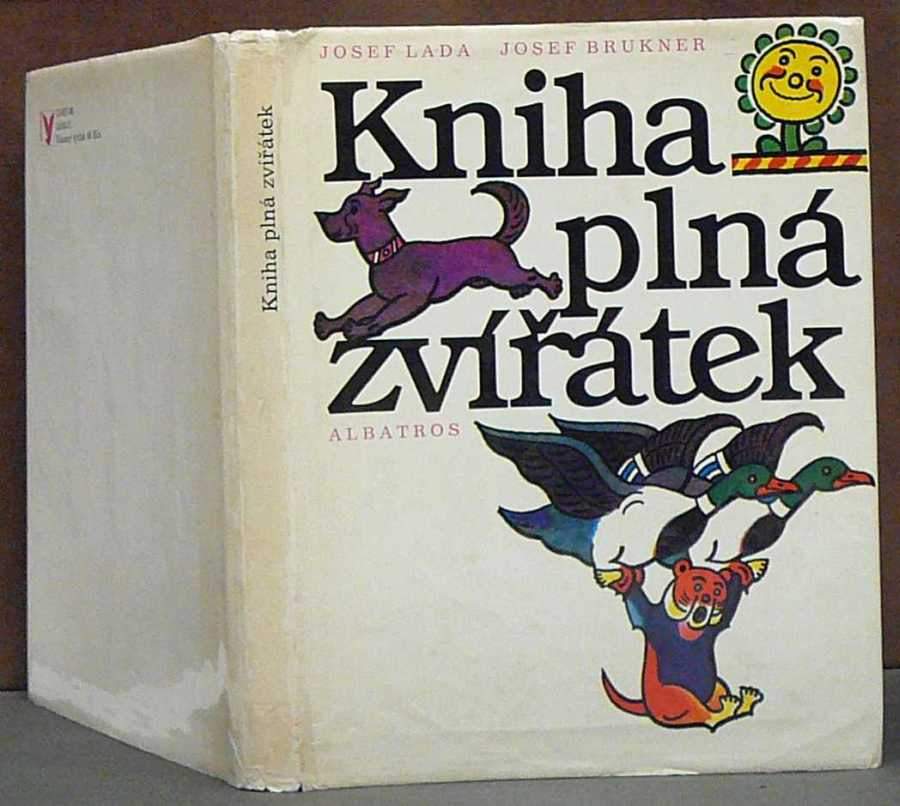 JOSEF LADA JOSEF BRUKNER
Kniha
plná
zvířátek
ALBATROS
Kniha plná zvířátek